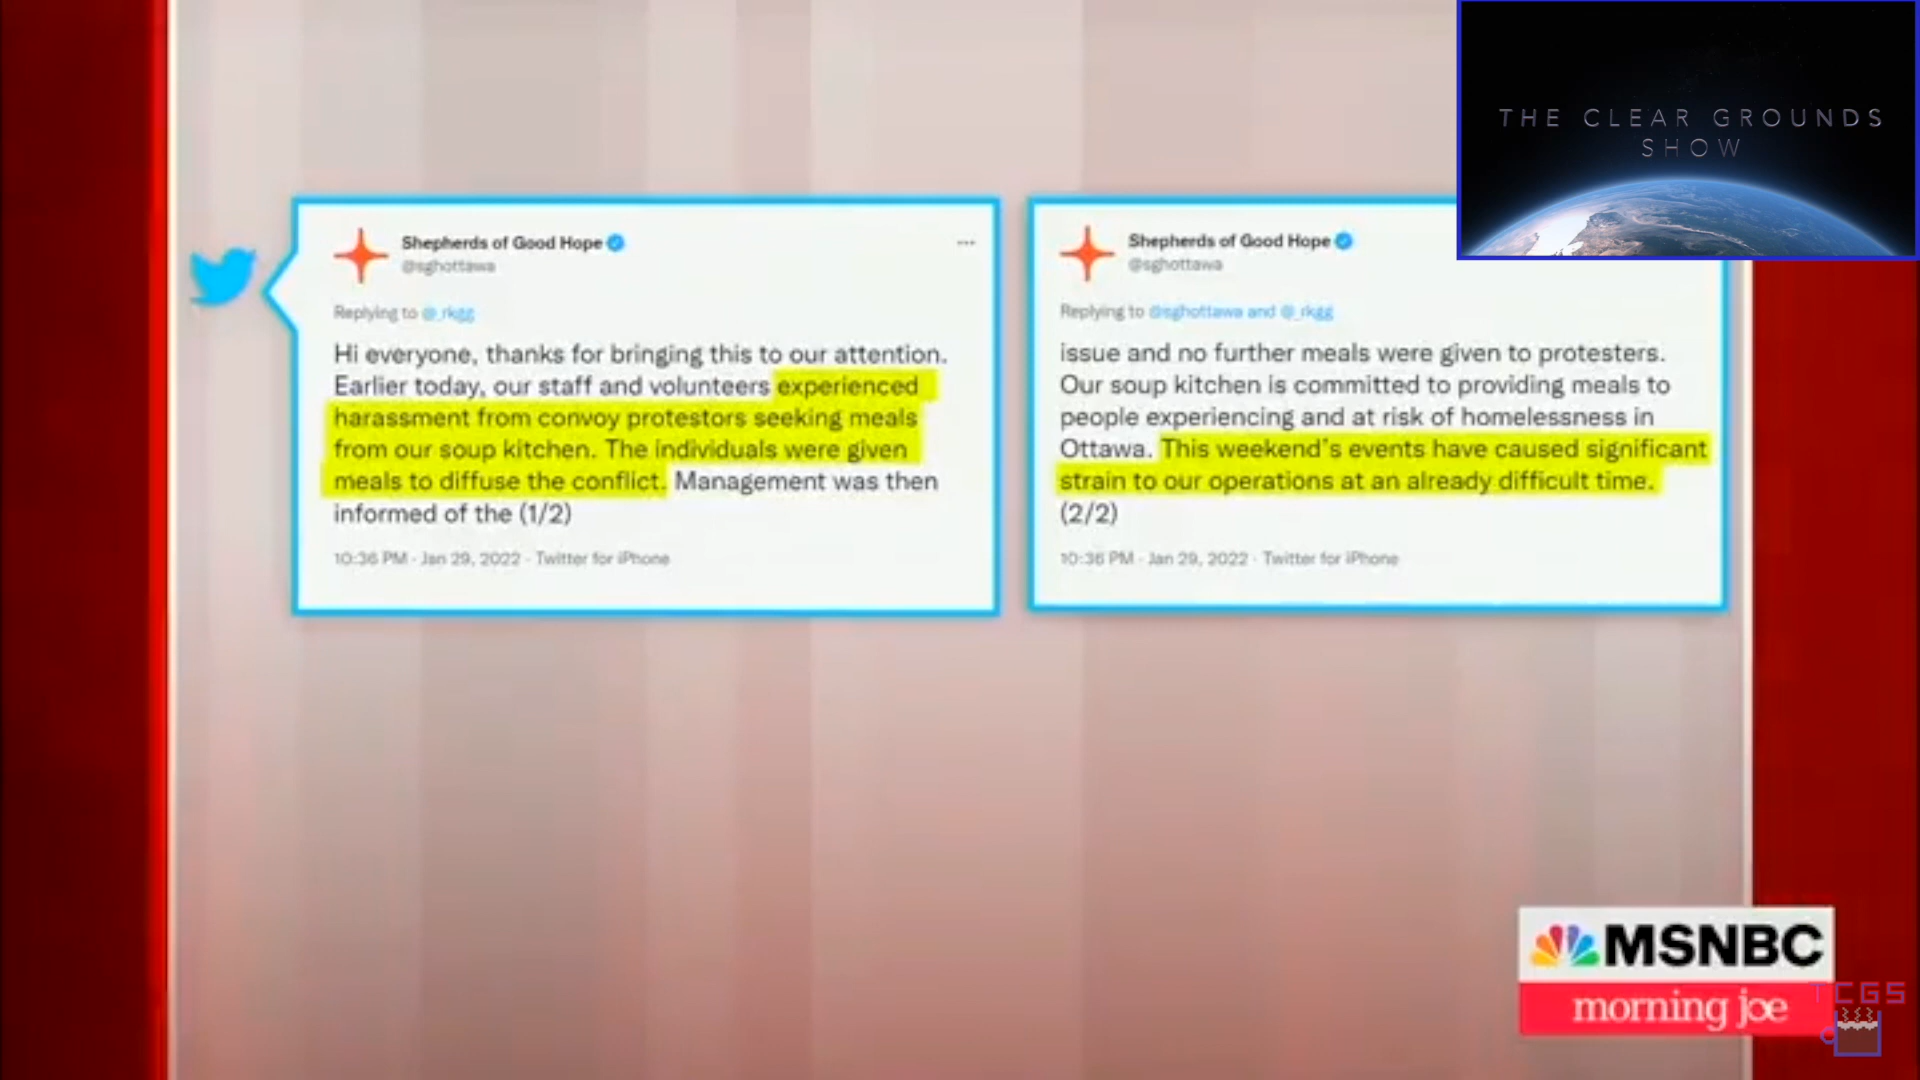 THE CLEAR GROUNDS
SHOW
Shepherds of Good Hope
@sghottawa
Replying to @_rkgg
Hi everyone, thanks for bringing this to our attention.
Earlier today, our staff and volunteers experienced
harassment from convoy protestors seeking meals
from our soup kitchen. The individuals were given
meals to diffuse the conflict. Management was then
informed of the (1/2)
10:36 PM · Jan 29, 2022 · Twitter for iPhone
Shepherds of Good Hope
@sghottawa
Replying to @sghottawa and @_rkgg
issue and no further meals were given to protesters.
Our soup kitchen is committed to providing meals to
people experiencing and at risk of homelessness in
Ottawa. This weekend's events have caused significant
strain to our operations at an already difficult time.
(2/2)
10:36 PM · Jan 29, 2022 · Twitter for iPhone
MSNBC
morning joe
TCGS